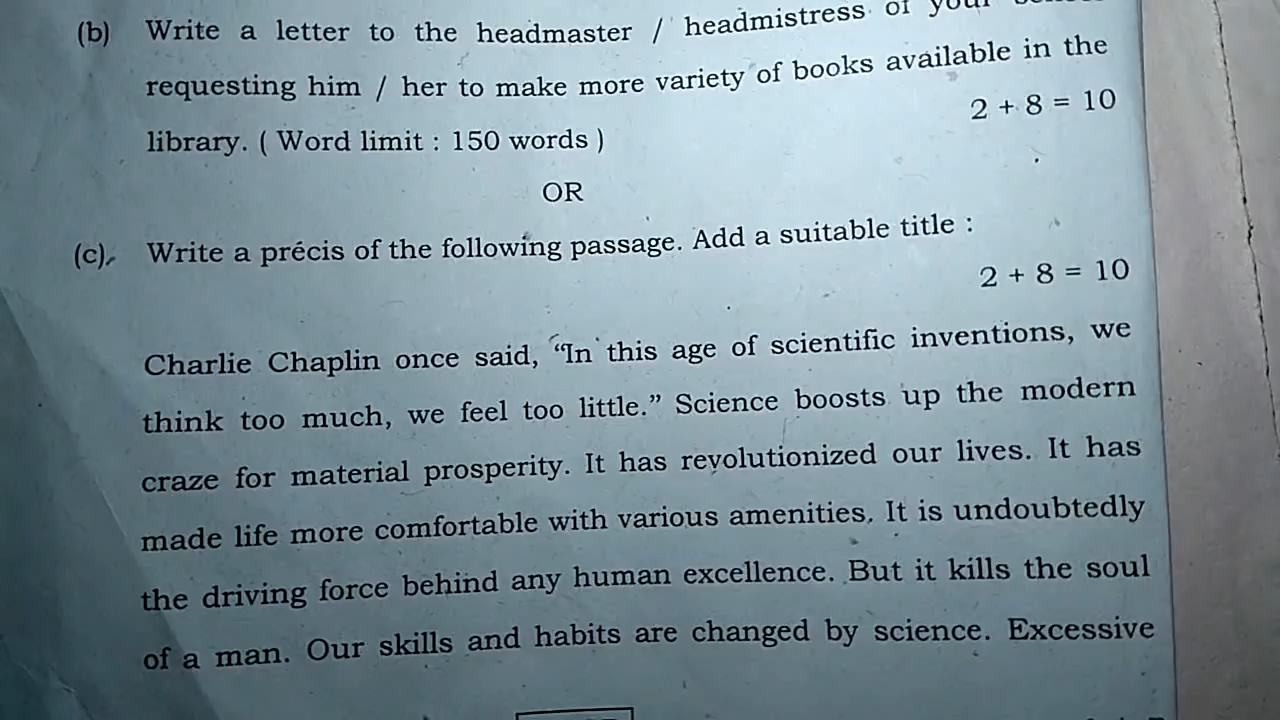 (b) Write a letter to the headmaster / headmistress of your
requesting him / her to make more variety of books available in the
library. ( Word limit : 150 words )
2 + 8 = 10
OR
(c) Write a précis of the following passage. Add a suitable title :
2 + 8 = 10
Charlie Chaplin once said, “In this age of scientific inventions, we
think too much, we feel too little.” Science boosts up the modern
craze for material prosperity. It has revolutionized our lives. It has
made life more comfortable with various amenities. It is undoubtedly
the driving force behind any human excellence. But it kills the soul
of a man. Our skills and habits are changed by science. Excessive